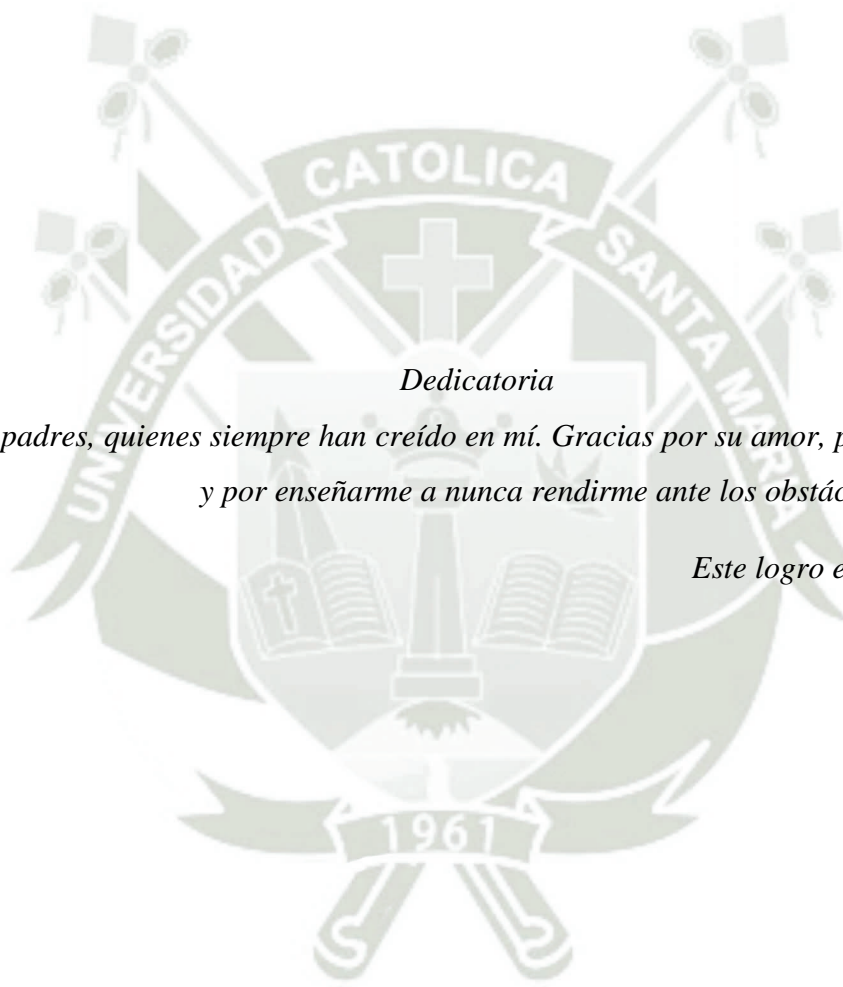 CATOLICA
UNIVERSIDAD
SANTA MARIA
Dedicatoria
padres, quienes siempre han creído en mí. Gracias por su amor, p
y por enseñarme a nunca rendirme ante los obstác
Este logro e
1961